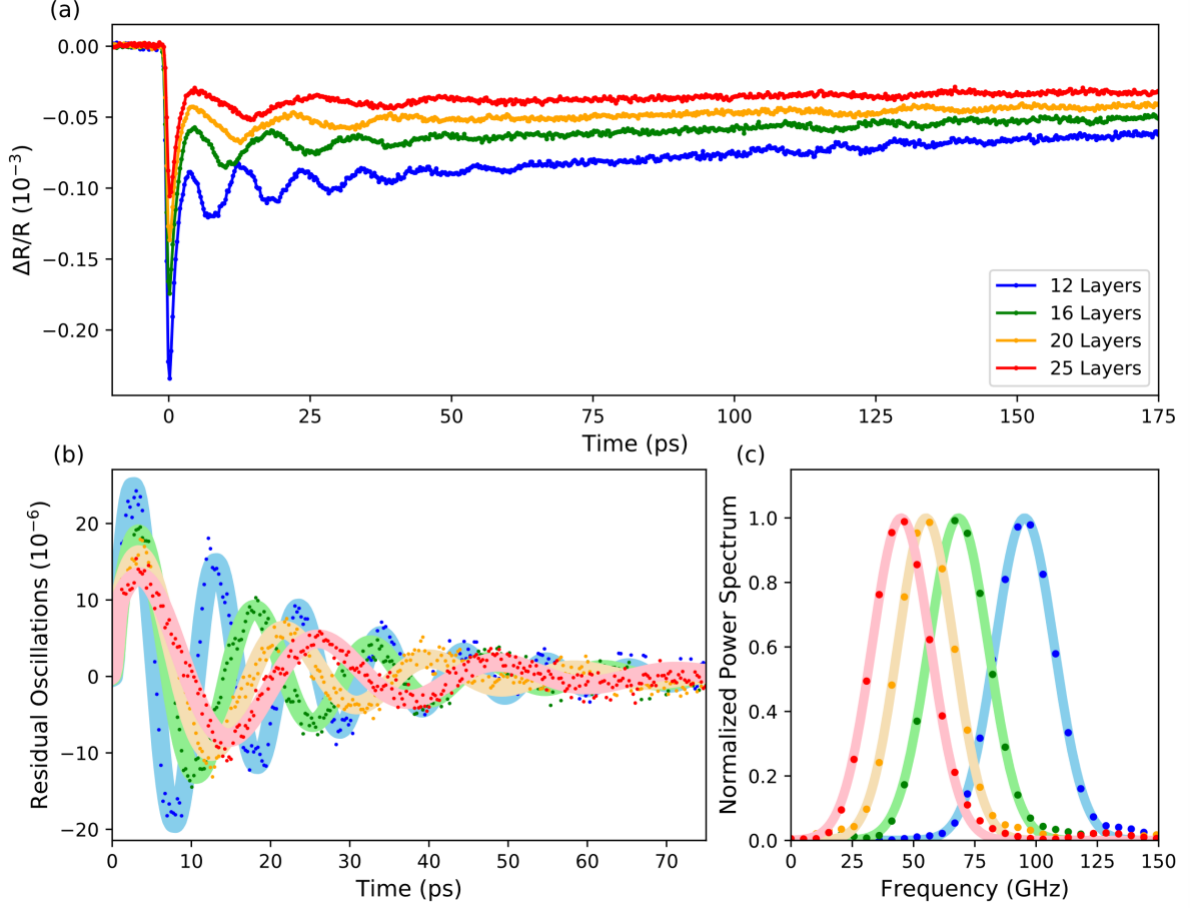 (a)
0.00
−0.05
−0.10
−0.15
−0.20
ΔR/R (10⁻³)
12 Layers
16 Layers
20 Layers
25 Layers
0 25 50 75 100 125 150 175
Time (ps)
(b)
20
10
0
−10
−20
Residual Oscillations (10⁻⁶)
0 10 20 30 40 50 60 70
Time (ps)
(c)
1.0
0.8
0.6
0.4
0.2
0.0
Normalized Power Spectrum
0 25 50 75 100 125 150
Frequency (GHz)